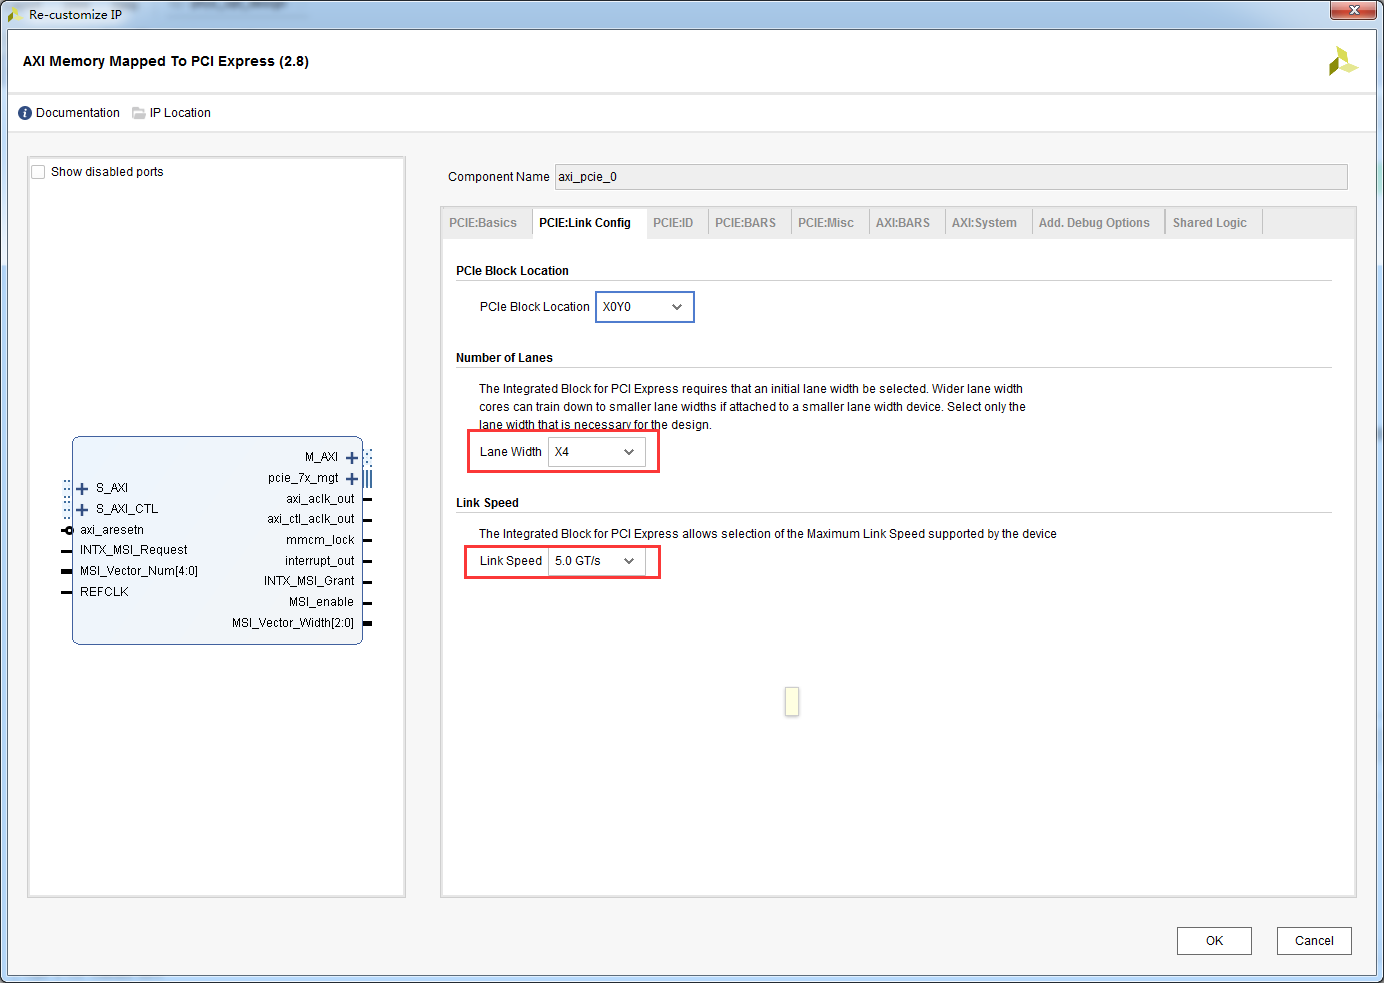 Re-customize IP
AXI Memory Mapped To PCI Express (2.8)
Documentation
IP Location
Show disabled ports
M_AXI
pcie_7x_mgt
S_AXI
axi_aclk_out
S_AXI_CTL
axi_ctl_aclk_out
axi_aresetn
mmcm_lock
INTX_MSI_Request
interrupt_out
MSI_Vector_Num[4:0]
INTX_MSI_Grant
REFCLK
MSI_enable
MSI_Vector_Width[2:0]
Component Name axi_pcie_0
PCIE:Basics PCIE:Link Config PCIE:ID PCIE:BARS PCIE:Misc AXI:BARS AXI:System Add. Debug Options Shared Logic
PCIe Block Location
PCIe Block Location X0Y0
Number of Lanes
The Integrated Block for PCI Express requires that an initial lane width be selected. Wider lane width
cores can train down to smaller lane widths if attached to a smaller lane width device. Select only the
lane width that is necessary for the design.
Lane Width X4
Link Speed
The Integrated Block for PCI Express allows selection of the Maximum Link Speed supported by the device
Link Speed 5.0 GT/s
OK Cancel